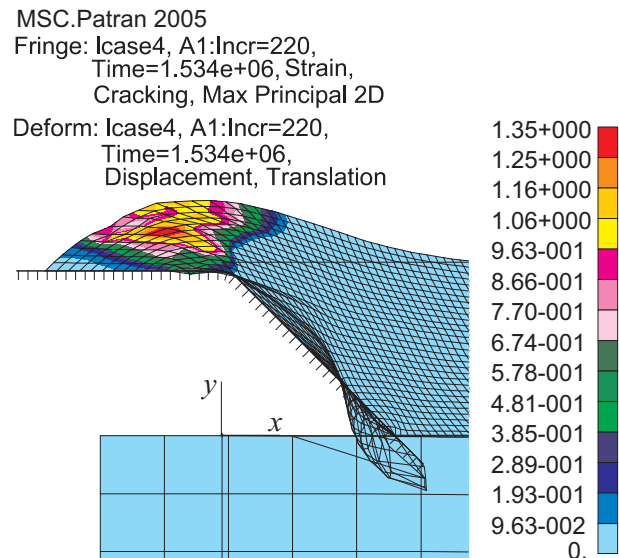 MSC.Patran 2005
Fringe: Icase4, A1:Incr=220,
Time=1.534e+06, Strain,
Cracking, Max Principal 2D
Deform: Icase4, A1:Incr=220,
Time=1.534e+06,
Displacement, Translation
1.35+000
1.25+000
1.16+000
1.06+000
9.63-001
8.66-001
7.70-001
6.74-001
5.78-001
4.81-001
3.85-001
2.89-001
1.93-001
9.63-002
0.
y
x